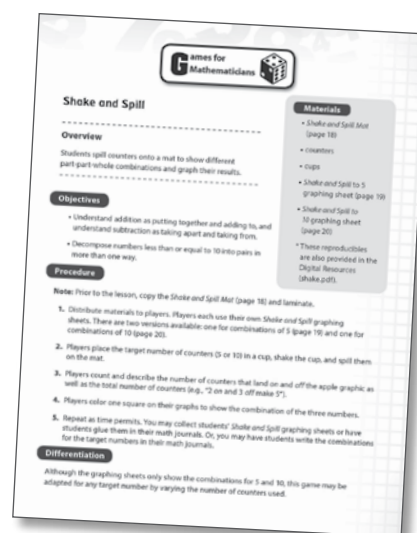 Games for
Mathematicians
Shake and Spill
Overview
Students spill counters onto a mat to show different
part-part-whole combinations and graph their results.
Materials
• Shake and Spill Mat
(page 18)
• counters
• cups
• Shake and Spill to 5
graphing sheet (page 19)
• Shake and Spill to
10 graphing sheet
(page 20)
* These reproducibles
are also provided in the
Digital Resources
(shake.pdf).
Objectives
• Understand addition as putting together and adding to, and
understand subtraction as taking apart and taking from.
• Decompose numbers less than or equal to 10 into pairs in
more than one way.
Procedure
Note: Prior to the lesson, copy the Shake and Spill Mat (page 18) and laminate.
1. Distribute materials to players. Players each use their own Shake and Spill graphing
sheets. There are two versions available: one for combinations of 5 (page 19) and one for
combinations of 10 (page 20).
2. Players place the target number of counters (5 or 10) in a cup, shake the cup, and spill them
on the mat.
3. Players count and describe the number of counters that land on and off the apple graphic as
well as the total number of counters (e.g., "2 on and 3 off make 5").
4. Players color one square on their graphs to show the combination of the three numbers.
5. Repeat as time permits. You may collect students' Shake and Spill graphing sheets or have
students glue them in their math journals. Or, you may have students write the combinations
for the target numbers in their math journals.
Differentiation
Although the graphing sheets only show the combinations for 5 and 10, this game may be
adapted for any target number by varying the number of counters used.